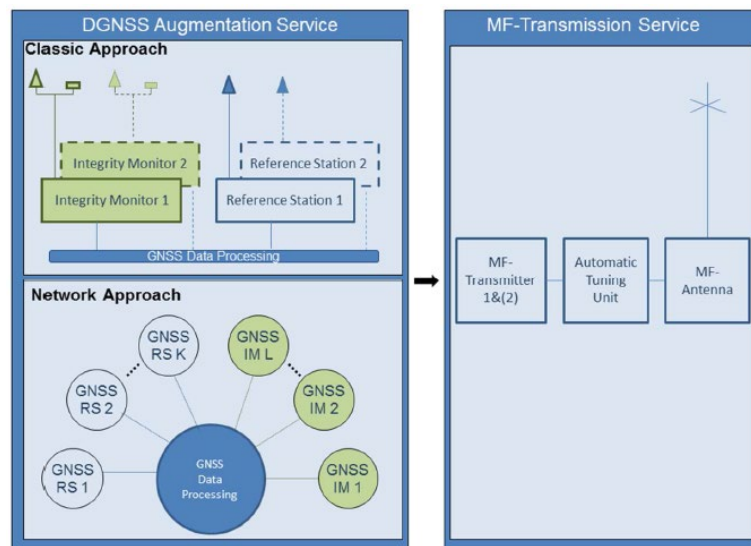 DGNSS Augmentation Service
Classic Approach
Integrity Monitor 2
Integrity Monitor 1
Reference Station 2
Reference Station 1
GNSS Data Processing
Network Approach
GNSS
RS 1
GNSS
RS 2
GNSS
RS K
GNSS
IM L
GNSS
IM 2
GNSS
IM 1
GNSS
Data
Processing
MF-Transmission Service
MF-
Transmitter
1&(2)
Automatic
Tuning
Unit
MF-
Antenna